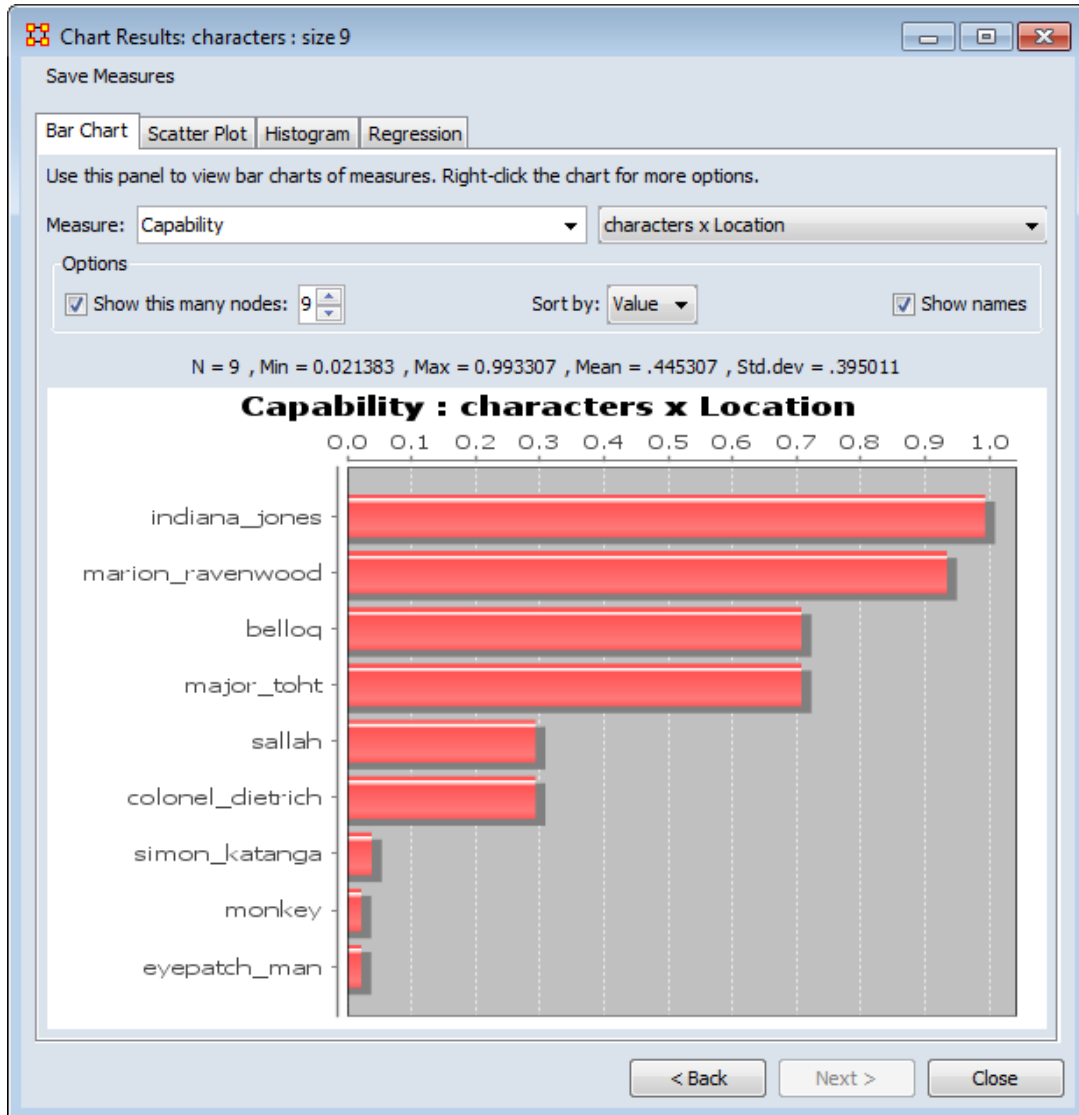 Chart Results: characters : size 9
Save Measures
Bar Chart Scatter Plot Histogram Regression
Use this panel to view bar charts of measures. Right-click the chart for more options.
Measure: Capability characters x Location
Options
Show this many nodes: 9 Sort by: Value Show names
N = 9 , Min = 0.021383 , Max = 0.993307 , Mean = .445307 , Std.dev = .395011
Capability : characters x Location
0.0 0.1 0.2 0.3 0.4 0.5 0.6 0.7 0.8 0.9 1.0
indiana_jones
marion_ravenwood
belloq
major_toht
sallah
colonel_dietrich
simon_katanga
monkey
eyepatch_man
< Back Next > Close